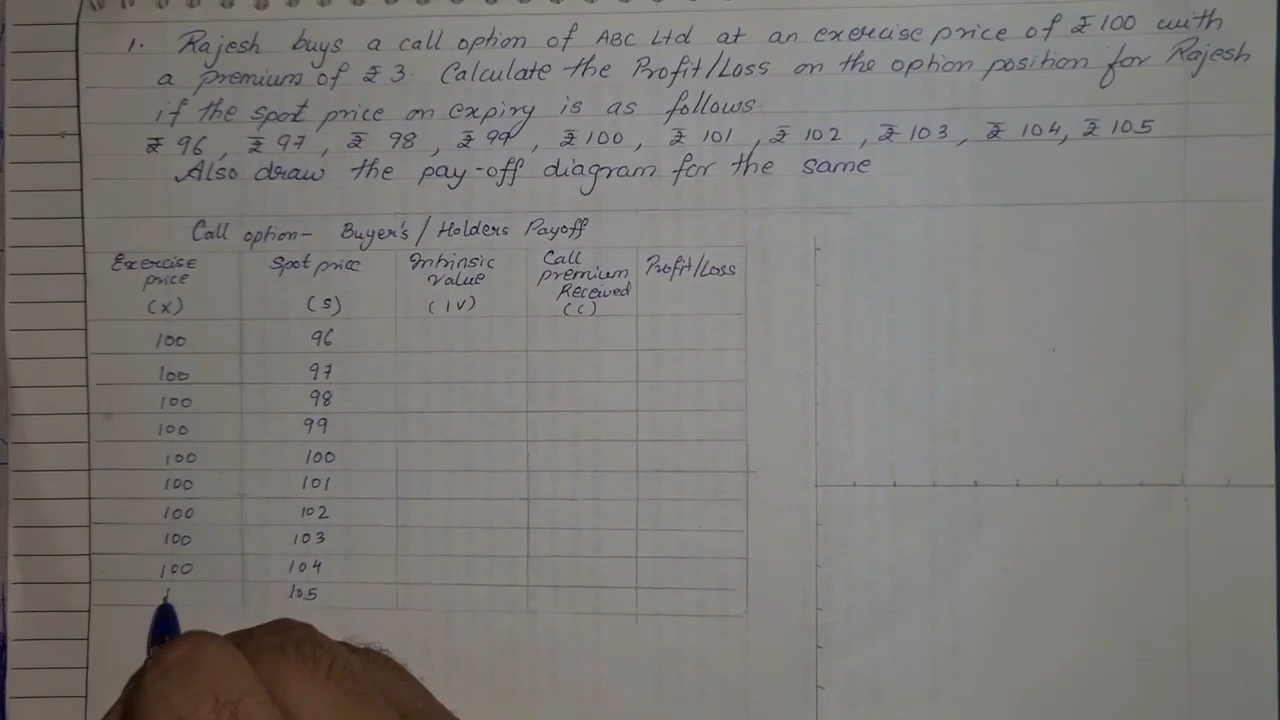 1. Rajesh buys a call option of ABC Ltd at an exercise price of ₹100 with
a premium of ₹3. Calculate the Profit/Loss on the option position for Rajesh
if the spot price on expiry is as follows
₹96, ₹97, ₹98, ₹99, ₹100, ₹101, ₹102, ₹103, ₹104, ₹105
Also draw the pay-off diagram for the same
Call option- Buyer's / Holders Payoff
Exercise price (X) Spot price (S) Intrinsic Value (IV) Call premium Received (C) Profit/Loss
100 96
100 97
100 98
100 99
100 100
100 101
100 102
100 103
100 104
1 105